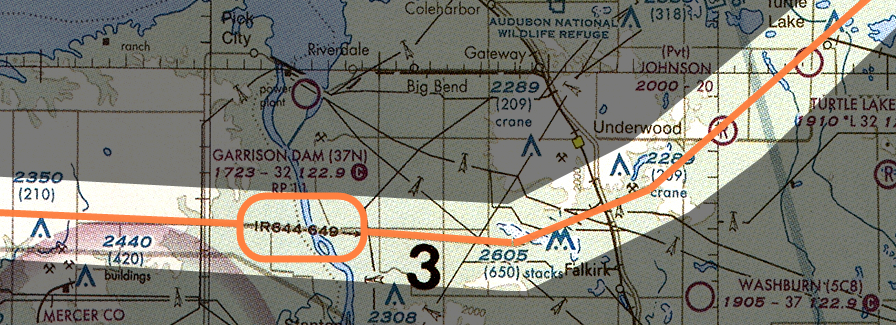 Pick
City
ranch
Coleharbor
AUDUBON NATIONAL
WILDLIFE REFUGE
(318)
Turtle
Lake
Riverdale
Gateway
(Pvt)
JOHNSON
2000 - 20
power
plant
Big Bend
2289
(209)
crane
TURTLE LAKE
1910 *L 32
Underwood
GARRISON DAM (37N)
1723 - 32 122.9 C
2289
(209)
crane
R
R
2350
(210)
IR644-649
2440
(420)
buildings
3
2605
(650) stacks
Falkirk
WASHBURN (5C8)
1905 - 37 122.9 C
MERCER CO
2308
2000
2000